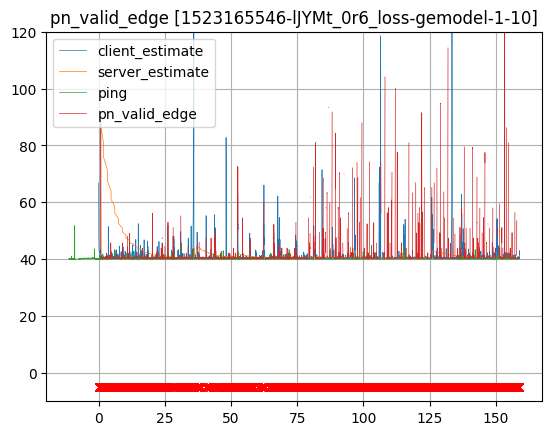 pn_valid_edge [1523165546-lJYMt_0r6_loss-gemodel-1-10]
client_estimate
server_estimate
ping
pn_valid_edge
120
100
80
60
40
20
0
0 25 50 75 100 125 150